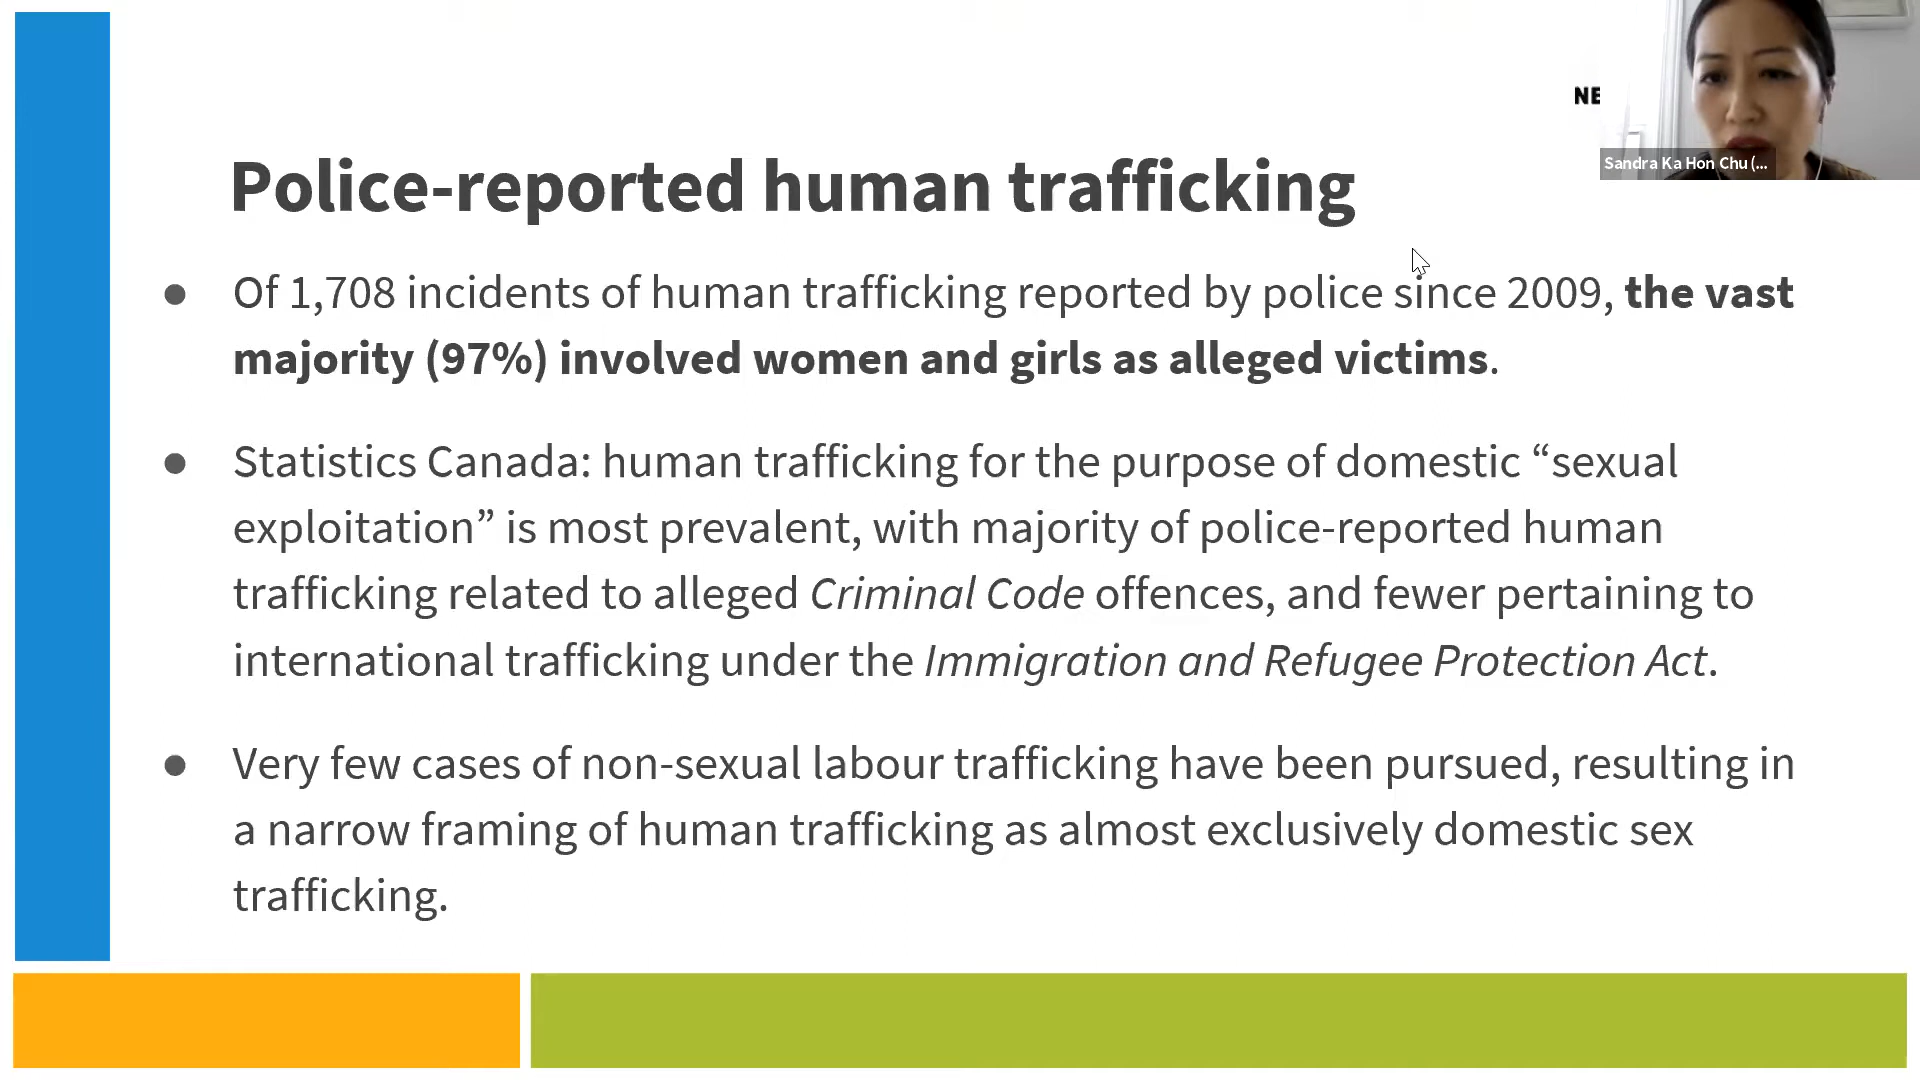 NE
Sandra Ka Hon Chu (...
Police-reported human trafficking
● Of 1,708 incidents of human trafficking reported by police since 2009, the vast
majority (97%) involved women and girls as alleged victims.
● Statistics Canada: human trafficking for the purpose of domestic “sexual
exploitation” is most prevalent, with majority of police-reported human
trafficking related to alleged Criminal Code offences, and fewer pertaining to
international trafficking under the Immigration and Refugee Protection Act.
● Very few cases of non-sexual labour trafficking have been pursued, resulting in
a narrow framing of human trafficking as almost exclusively domestic sex
trafficking.